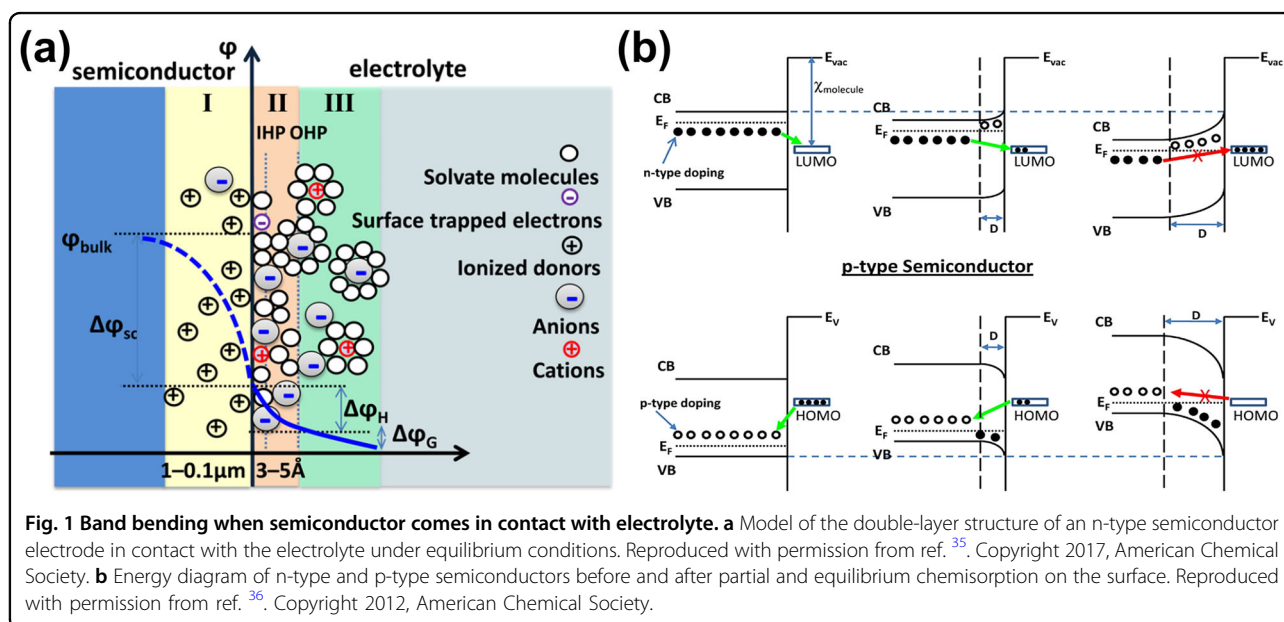 (a)
φ
semiconductor
electrolyte
I
II
III
IHP OHP
Solvate molecules
Surface trapped electrons
Ionized donors
Anions
Cations
φbulk
Δφsc
ΔφH
ΔφG
1–0.1μm
3–5Å
(b)
Evac
χmolecule
CB
EF
LUMO
n-type doping
VB
Evac
CB
EF
LUMO
VB
D
Evac
CB
EF
LUMO
VB
D
p-type Semiconductor
EV
CB
HOMO
p-type doping
EF
VB
EV
D
CB
HOMO
EF
VB
EV
D
CB
HOMO
EF
VB
Fig. 1 Band bending when semiconductor comes in contact with electrolyte. a Model of the double-layer structure of an n-type semiconductor
electrode in contact with the electrolyte under equilibrium conditions. Reproduced with permission from ref. 35. Copyright 2017, American Chemical
Society. b Energy diagram of n-type and p-type semiconductors before and after partial and equilibrium chemisorption on the surface. Reproduced
with permission from ref. 36. Copyright 2012, American Chemical Society.